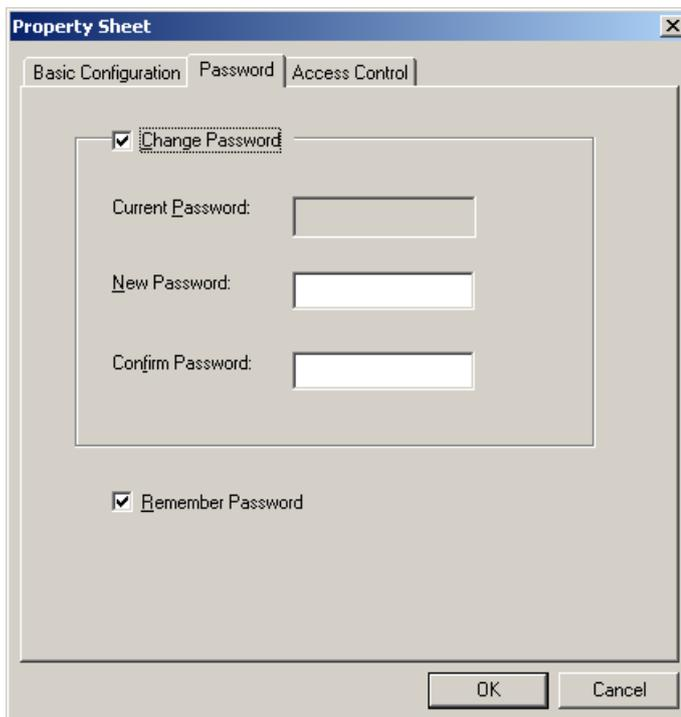 Property Sheet
Basic Configuration Password Access Control
Change Password
Current Password:
New Password:
Confirm Password:
Remember Password
OK Cancel